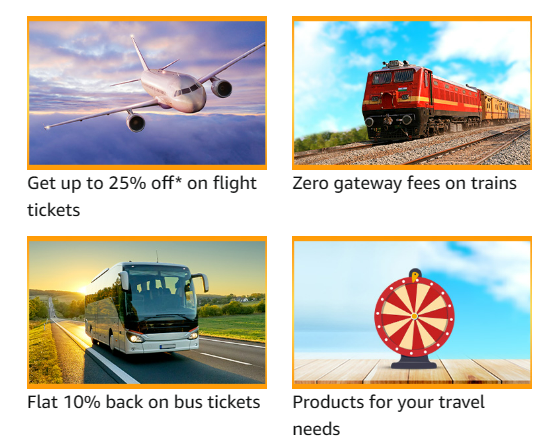 Get up to 25% off* on flight
tickets
Zero gateway fees on trains
Flat 10% back on bus tickets
Products for your travel
needs